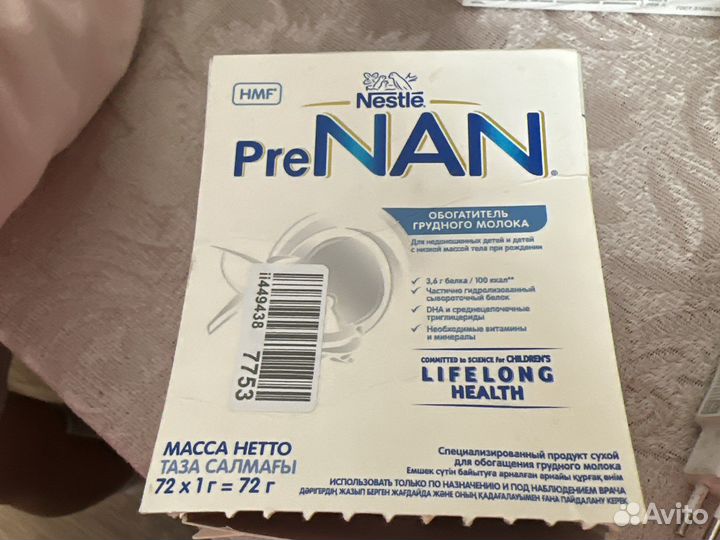 HMF*
Nestlé
PreNAN
ОБОГАТИТЕЛЬ
ГРУДНОГО МОЛОКА
Для недоношенных детей и детей
с низкой массой тела при рождении
3,6 г белка / 100 ккал**
Частично гидролизованный
сывороточный белок
DHA и среднецепочечные
триглицериды
Необходимые витамины
и минералы
COMMITTED to SCIENCE for CHILDREN'S
LIFELONG
HEALTH
ii449438 7753
МАССА НЕТТО
ТАЗА САЛМАҒЫ
72 x 1 г = 72 г
Специализированный продукт сухой
для обогащения грудного молока
Емшек сүтін байытуға арналған арнайы құрғақ өнім
ИСПОЛЬЗОВАТЬ ТОЛЬКО ПО НАЗНАЧЕНИЮ И ПОД НАБЛЮДЕНИЕМ ВРАЧА
ДӘРІГЕРДІҢ ЖАЗЫП БЕРГЕН ЖАҒДАЙДА ЖӘНЕ ОНЫҢ ҚАДАҒАЛАУЫМЕН ҒАНА ПАЙДАЛАНУ КЕРЕК
Avito